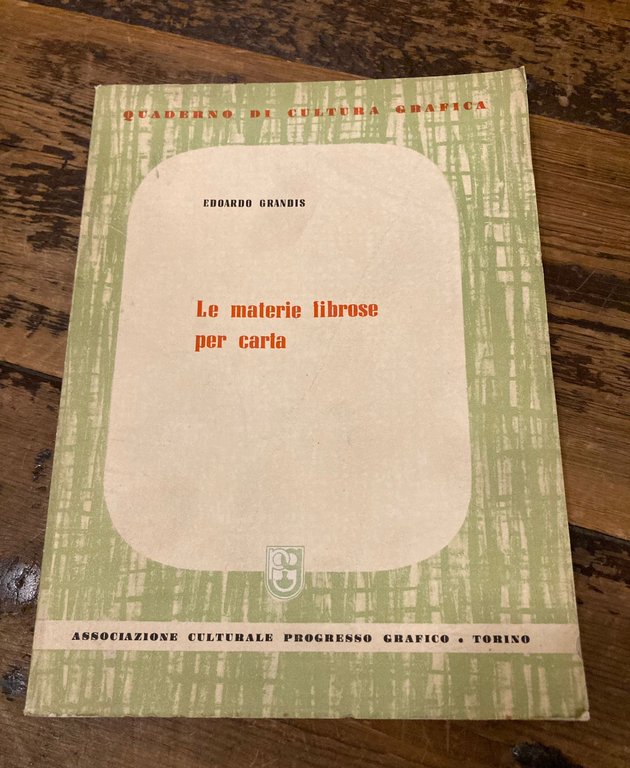 QUADERNO DI CULTURA GRAFICA
EDOARDO GRANDIS
Le materie fibrose
per carta
ASSOCIAZIONE CULTURALE PROGRESSO GRAFICO • TORINO